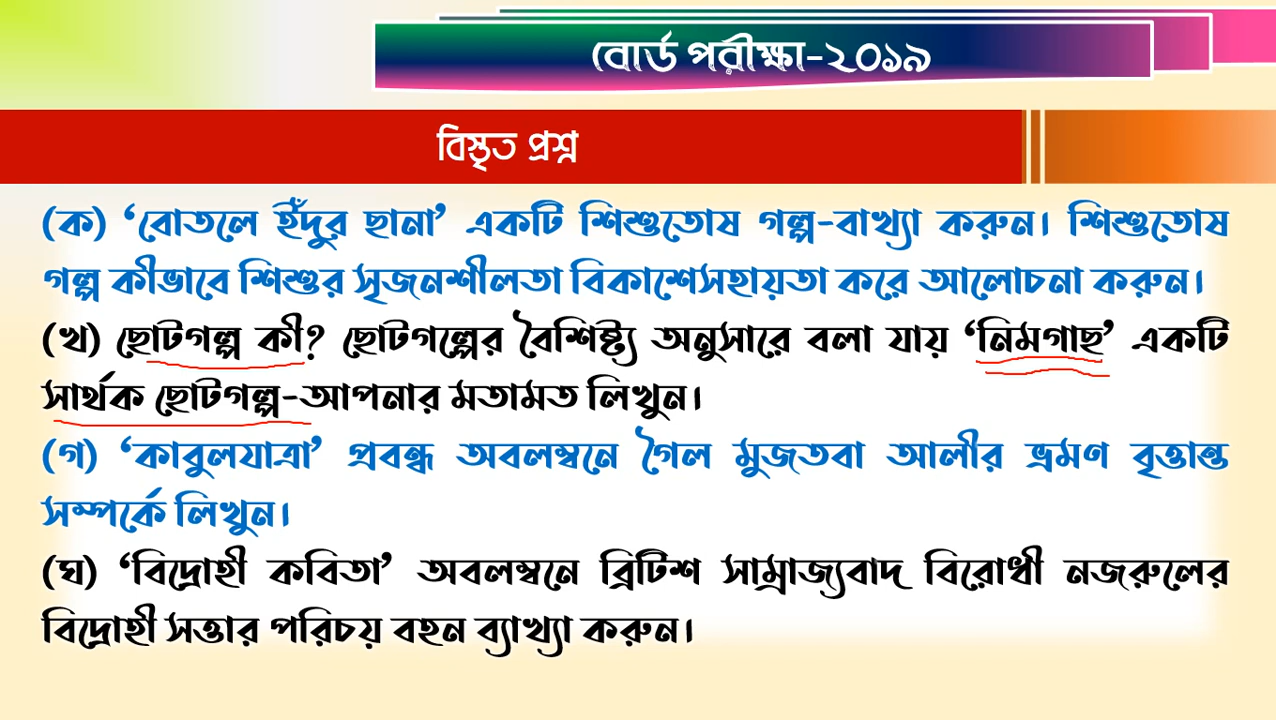 বোর্ড পরীক্ষা-২০১৯
বিস্তৃত প্রশ্ন
(ক) ‘বোতলে ইঁদুর ছানা’ একটি শিশুতোষ গল্প-বাখ্যা করুন। শিশুতোষ
গল্প কীভাবে শিশুর সৃজনশীলতা বিকাশেসহায়তা করে আলোচনা করুন।
(খ) ছোটগল্প কী? ছোটগল্পের বৈশিষ্ট্য অনুসারে বলা যায় ‘নিমগাছ’ একটি
সার্থক ছোটগল্প-আপনার মতামত লিখুন।
(গ) ‘কাবুলযাত্রা’ প্রবন্ধ অবলম্বনে গৈল মুজতবা আলীর ভ্রমণ বৃত্তান্ত
সম্পর্কে লিখুন।
(ঘ) ‘বিদ্রোহী কবিতা’ অবলম্বনে ব্রিটিশ সাম্রাজ্যবাদ বিরোধী নজরুলের
বিদ্রোহী সত্তার পরিচয় বহন ব্যাখ্যা করুন।